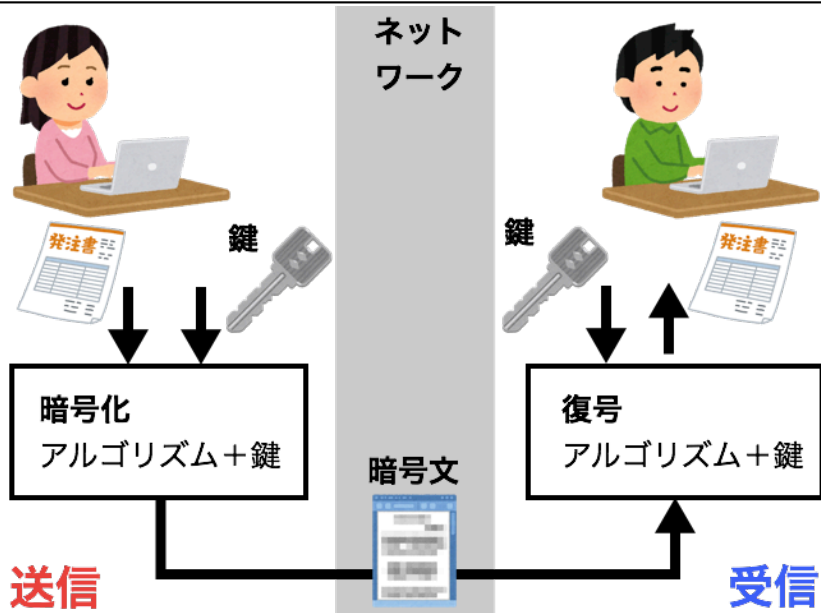 ネット
ワーク
発注書
鍵
鍵
発注書
暗号化
アルゴリズム＋鍵
復号
アルゴリズム＋鍵
暗号文
送信
受信